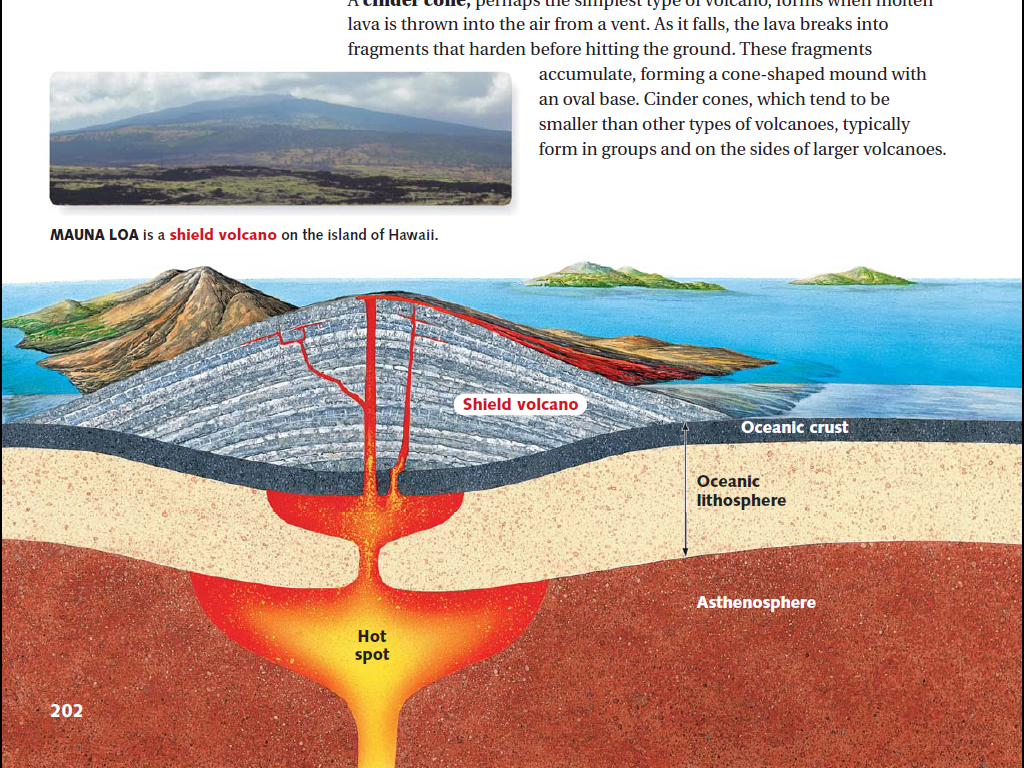 A cinder cone, perhaps the simplest type of volcano, forms when molten
lava is thrown into the air from a vent. As it falls, the lava breaks into
fragments that harden before hitting the ground. These fragments
accumulate, forming a cone-shaped mound with
an oval base. Cinder cones, which tend to be
smaller than other types of volcanoes, typically
form in groups and on the sides of larger volcanoes.
MAUNA LOA is a shield volcano on the island of Hawaii.
Shield volcano
Oceanic crust
Oceanic
lithosphere
Asthenosphere
Hot
spot
202